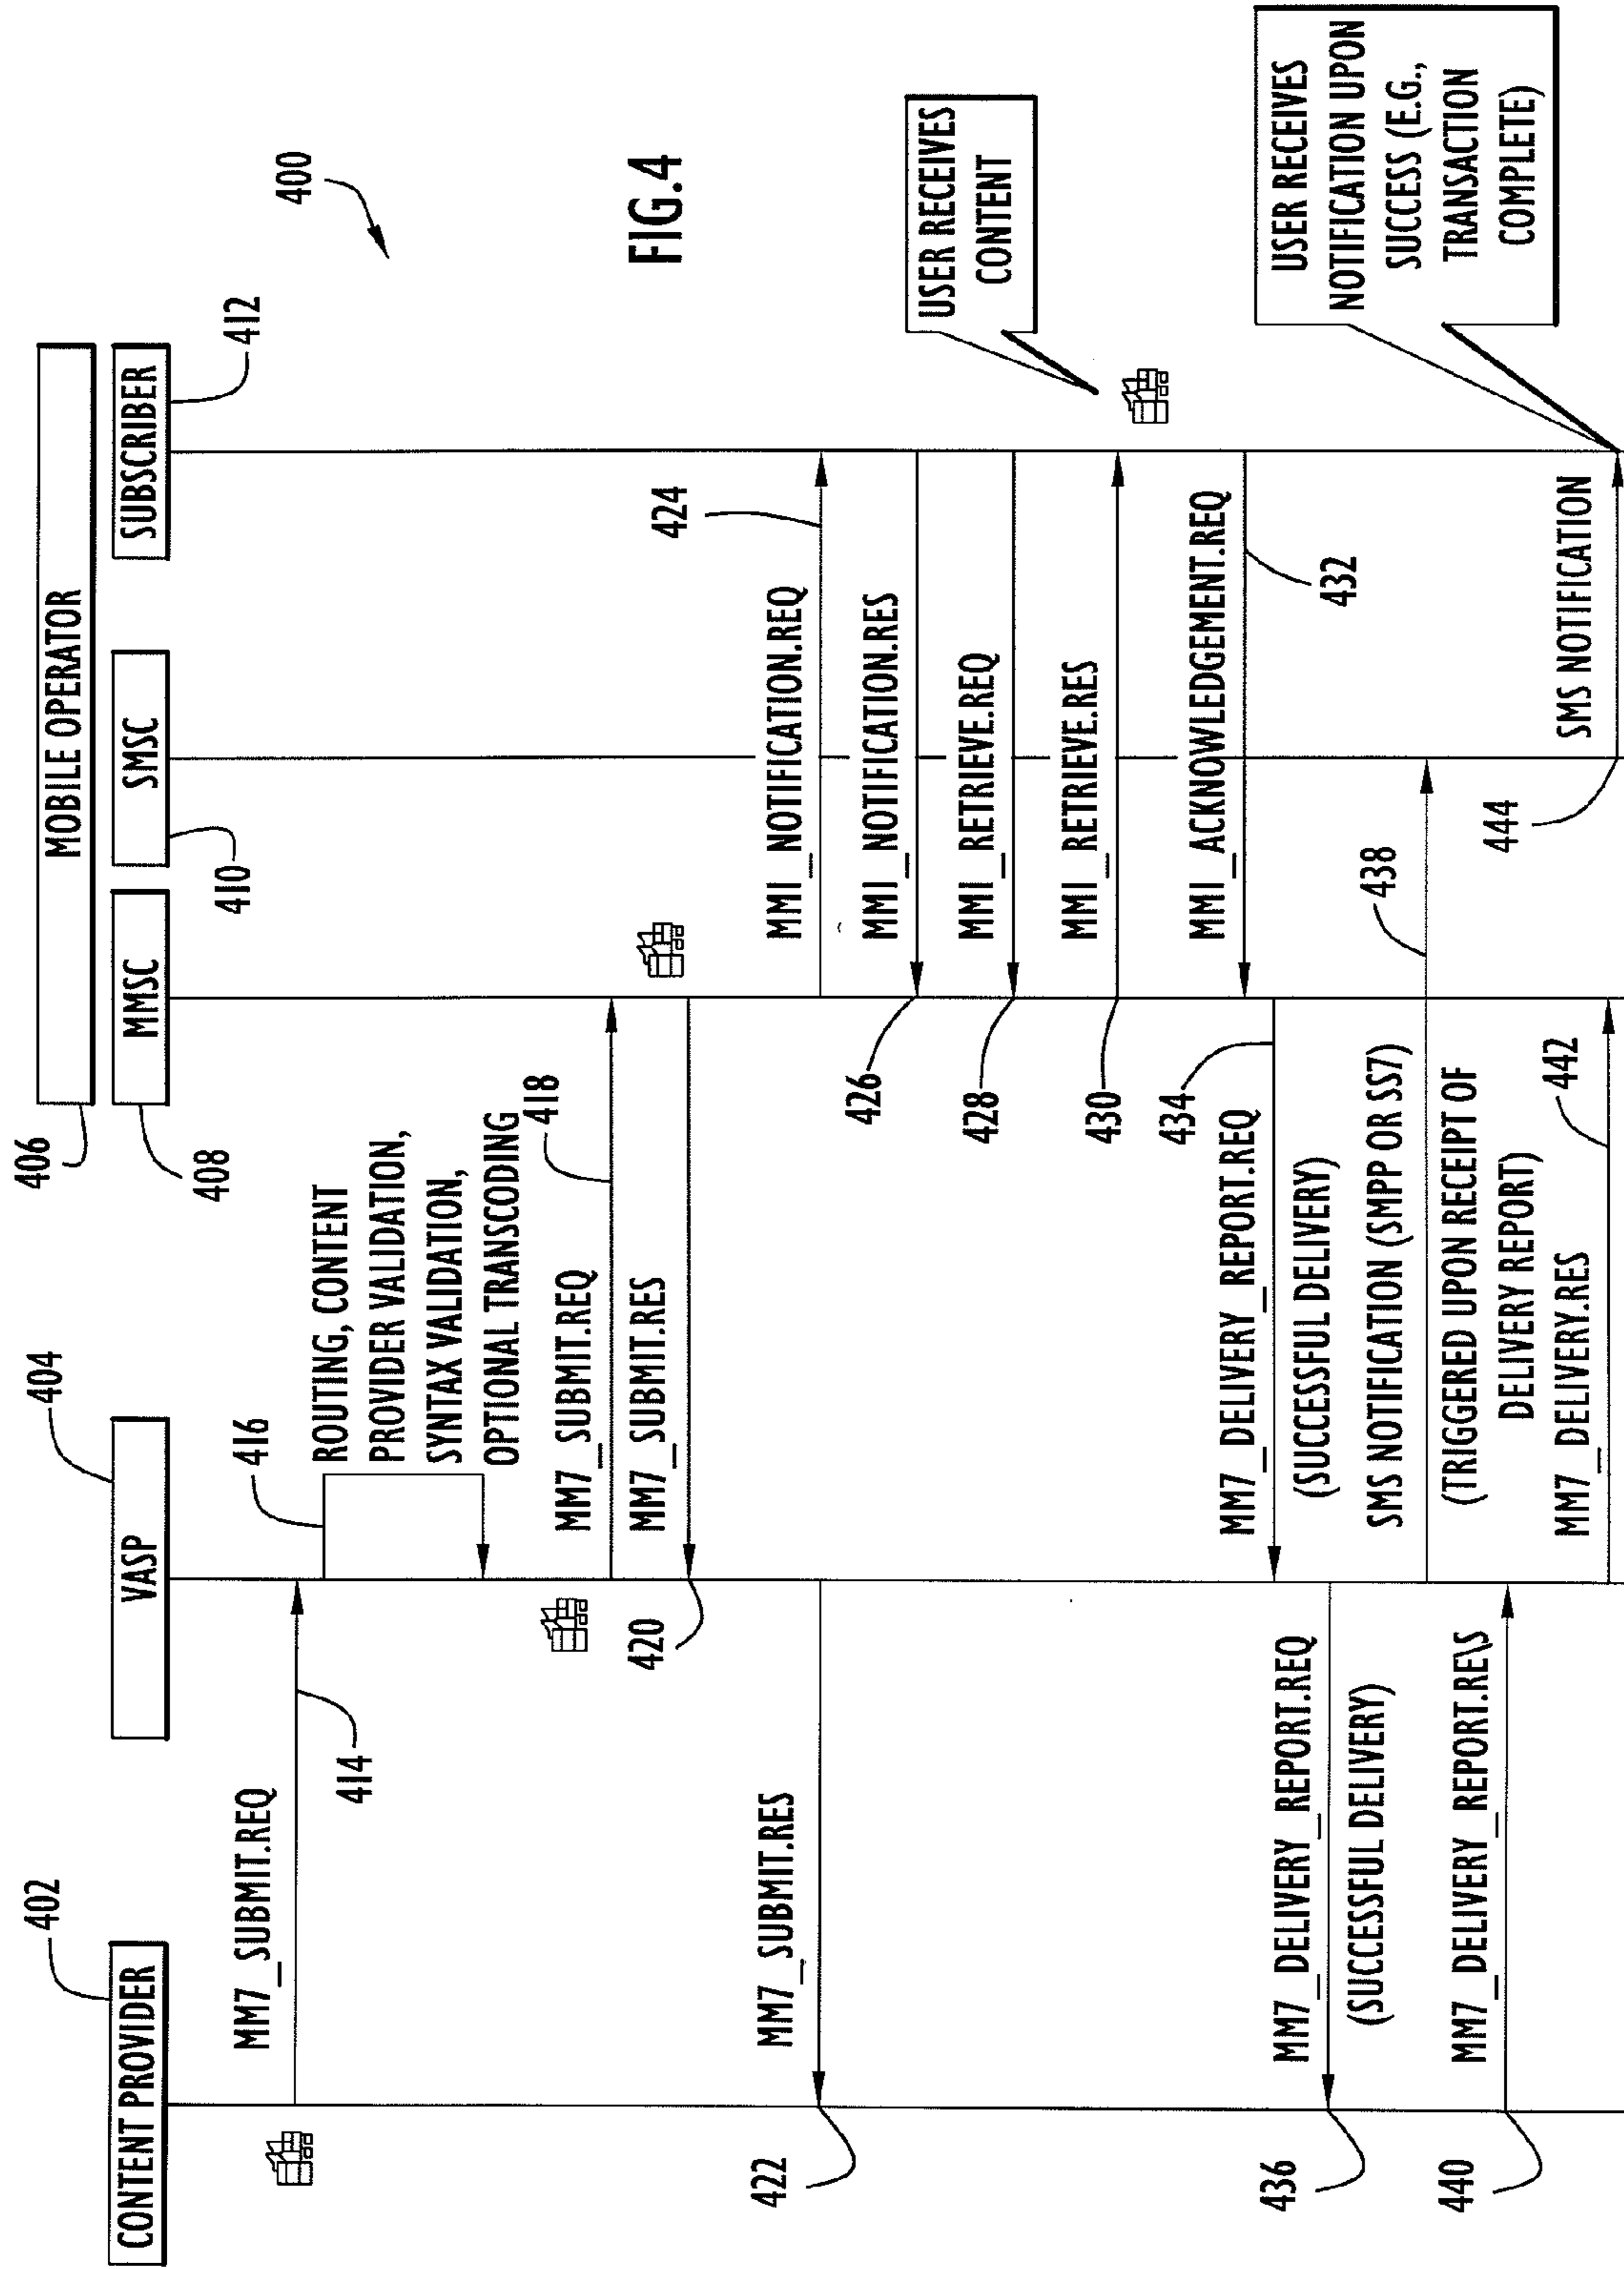 400
FIG.4
402
CONTENT PROVIDER
404
VASP
406
MOBILE OPERATOR
408
MMSC
410
SMSC
SUBSCRIBER
412
MM7_SUBMIT.REQ
414
416
ROUTING, CONTENT
PROVIDER VALIDATION,
SYNTAX VALIDATION,
OPTIONAL TRANSCODING
418
MM7_SUBMIT.REQ
MM7_SUBMIT.RES
420
MM7_SUBMIT.RES
422
MMI_NOTIFICATION.REQ
424
MMI_NOTIFICATION.RES
426
MMI_RETRIEVE.REQ
428
MMI_RETRIEVE.RES
430
USER RECEIVES
CONTENT
MMI_ACKNOWLEDGEMENT.REQ
432
MM7_DELIVERY_REPORT.REQ
434
(SUCCESSFUL DELIVERY)
MM7_DELIVERY_REPORT.REQ
(SUCCESSFUL DELIVERY)
436
SMS NOTIFICATION (SMPP OR SS7)
438
(TRIGGERED UPON RECEIPT OF
DELIVERY REPORT)
MM7_DELIVERY_REPORT.RE\S
440
MM7_DELIVERY.RES
442
SMS NOTIFICATION
444
USER RECEIVES
NOTIFICATION UPON
SUCCESS (E.G.,
TRANSACTION
COMPLETE)